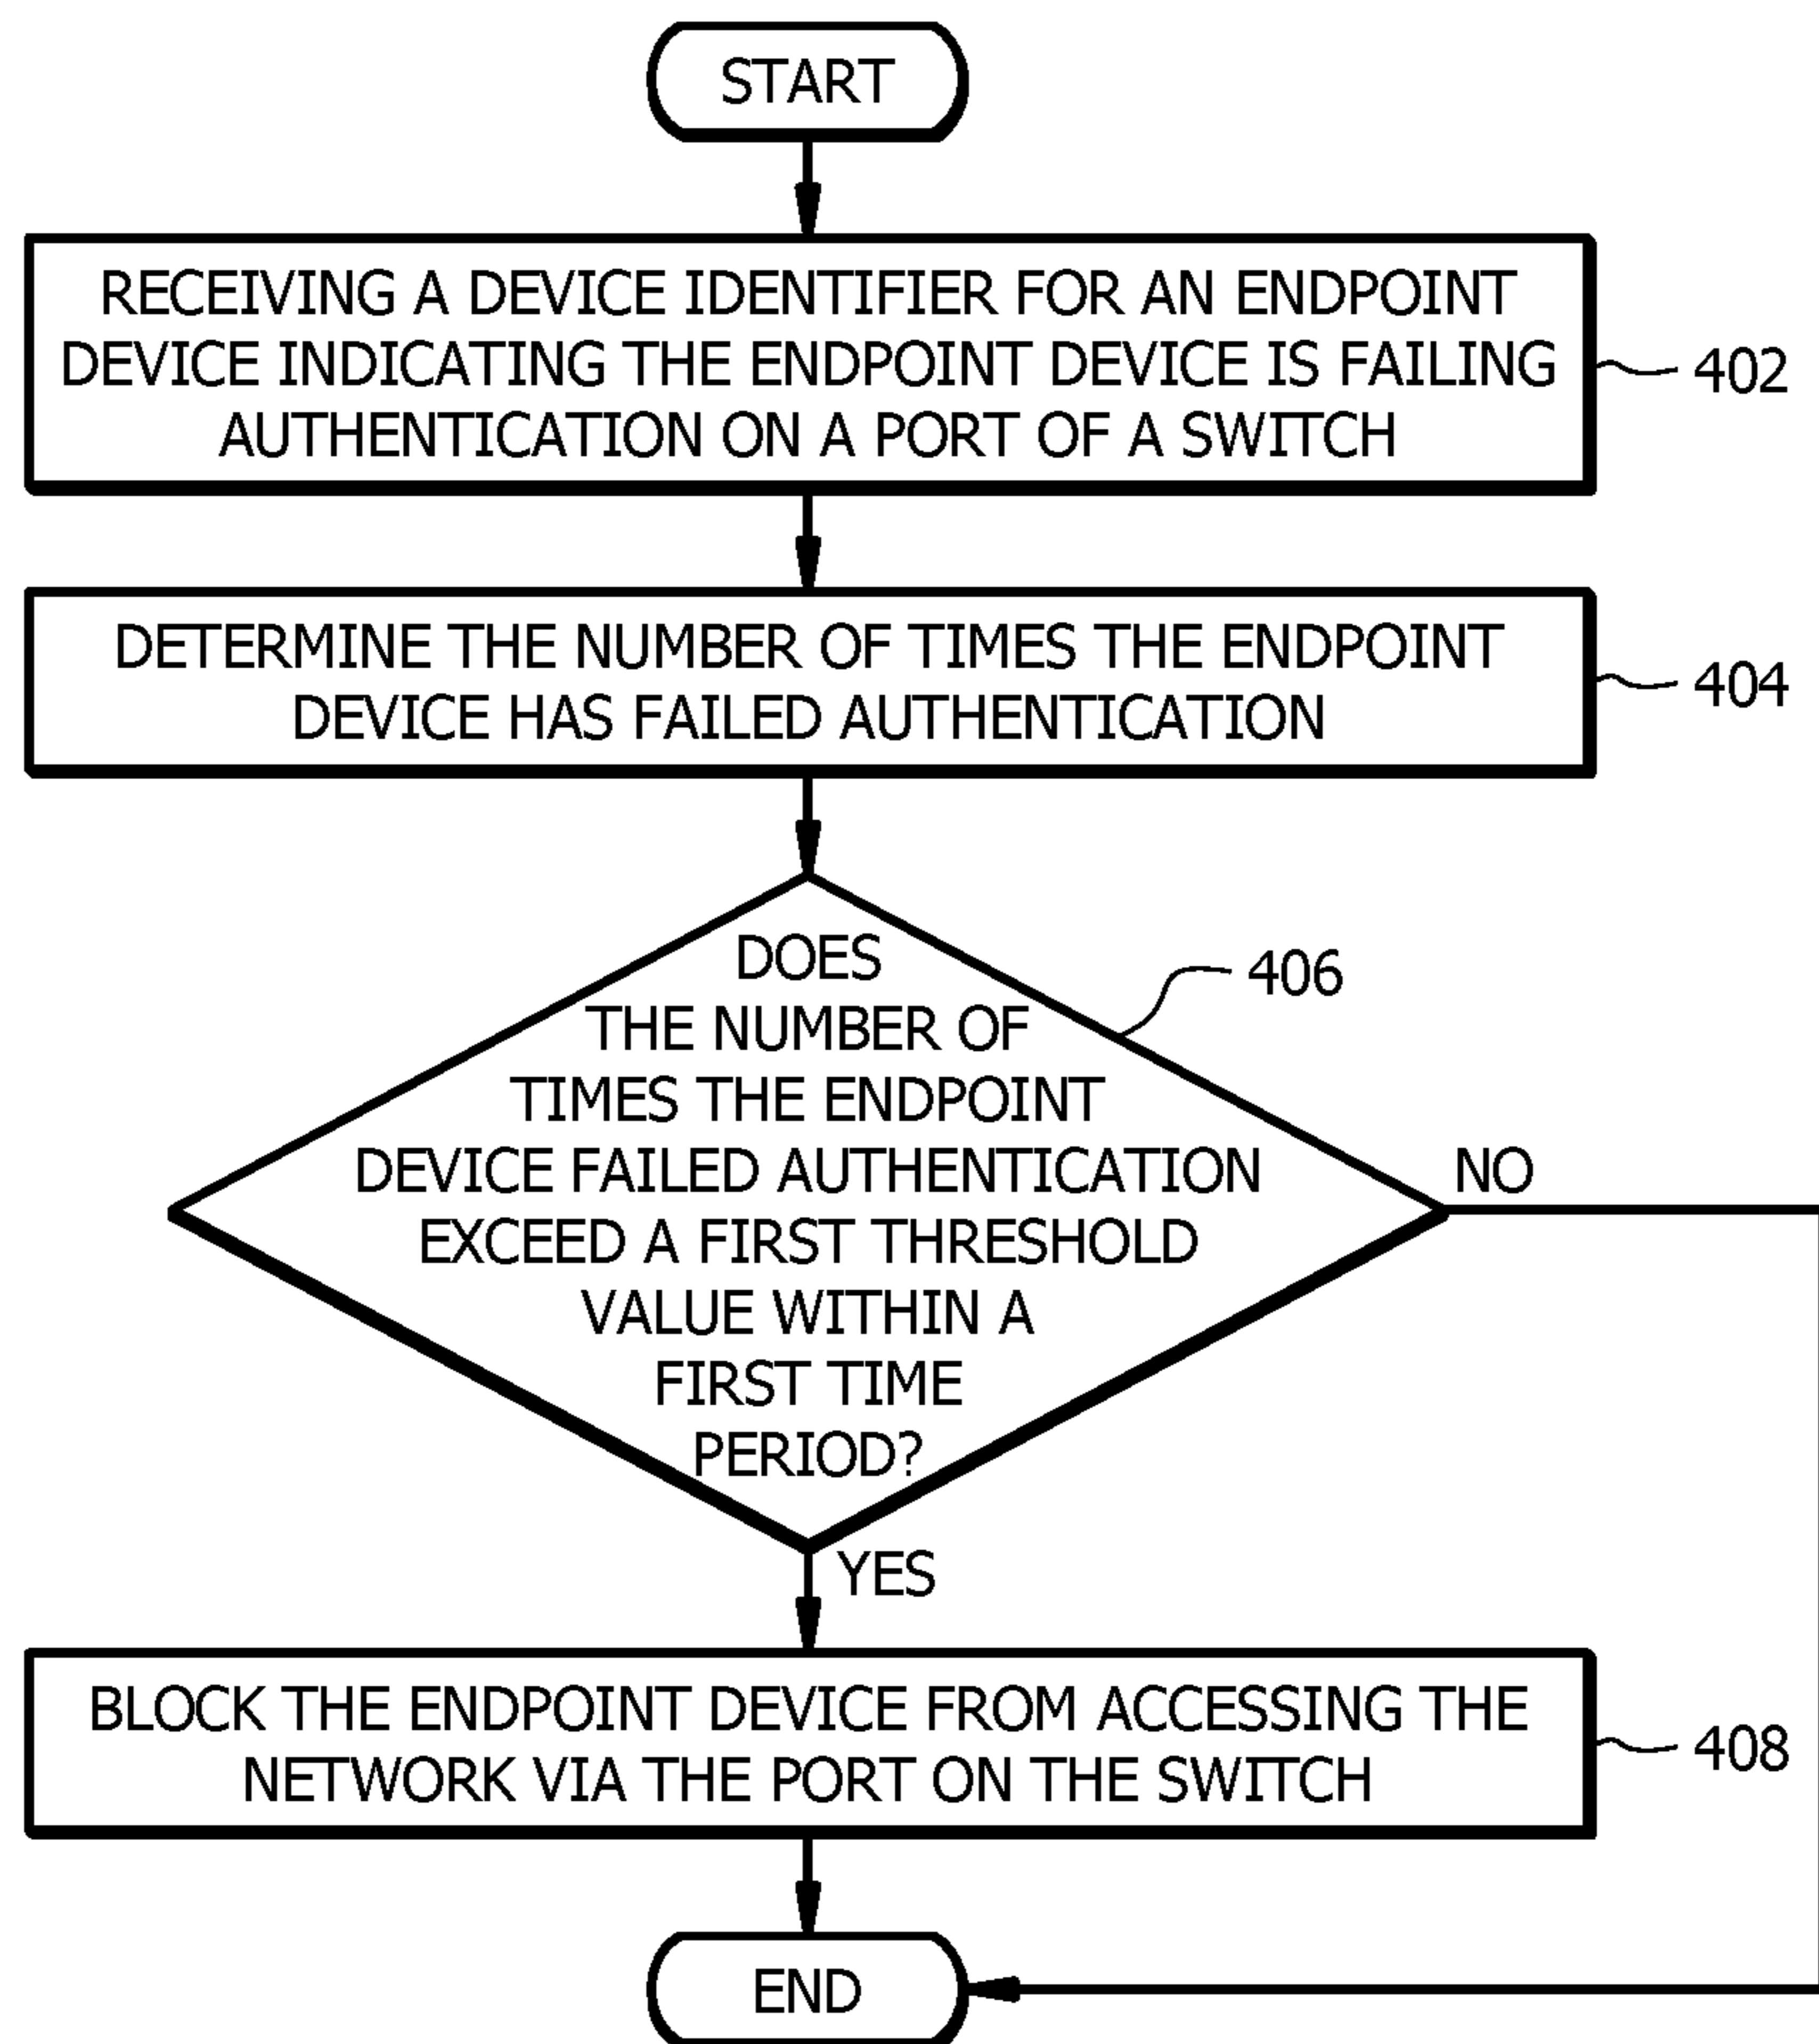 START
RECEIVING A DEVICE IDENTIFIER FOR AN ENDPOINT
DEVICE INDICATING THE ENDPOINT DEVICE IS FAILING
AUTHENTICATION ON A PORT OF A SWITCH
402
DETERMINE THE NUMBER OF TIMES THE ENDPOINT
DEVICE HAS FAILED AUTHENTICATION
404
DOES
THE NUMBER OF
TIMES THE ENDPOINT
DEVICE FAILED AUTHENTICATION
EXCEED A FIRST THRESHOLD
VALUE WITHIN A
FIRST TIME
PERIOD?
406
NO
YES
BLOCK THE ENDPOINT DEVICE FROM ACCESSING THE
NETWORK VIA THE PORT ON THE SWITCH
408
END